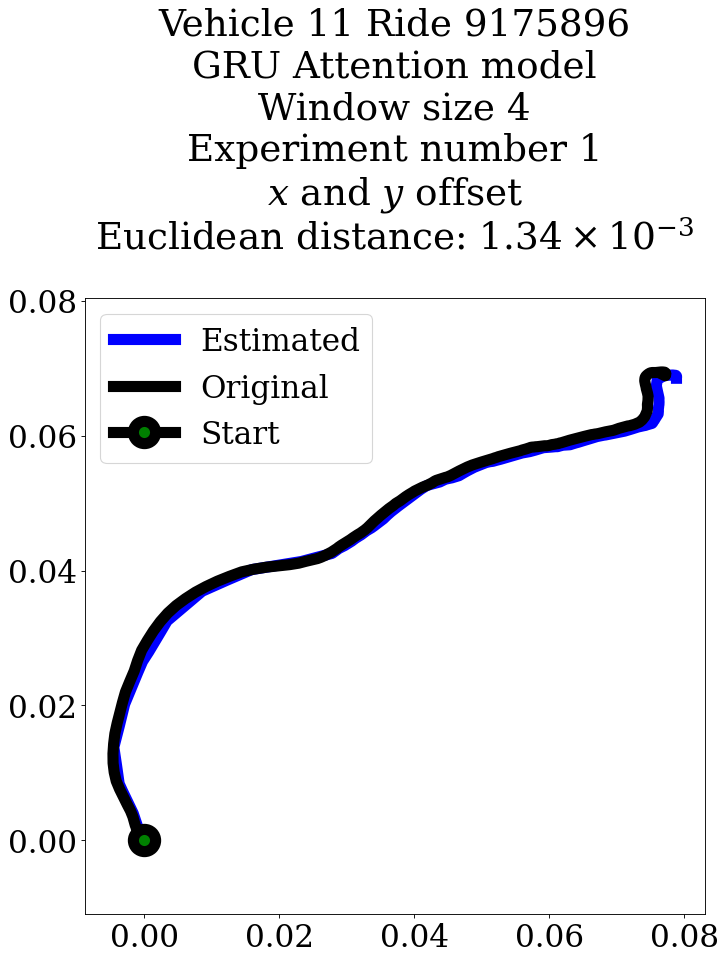 Vehicle 11 Ride 9175896
GRU Attention model
Window size 4
Experiment number 1
x and y offset
Euclidean distance: 1.34 × 10⁻³
0.08
Estimated
Original
0.06
Start
0.04
0.02
0.00
0.00 0.02 0.04 0.06 0.08